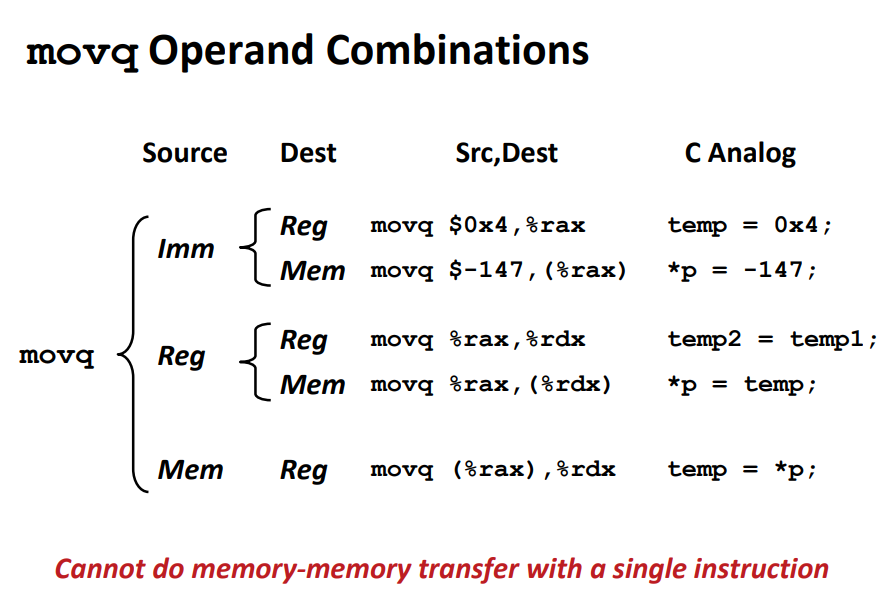 movq Operand Combinations
Source Dest Src,Dest C Analog
Reg movq $0x4,%rax temp = 0x4;
Imm
Mem movq $-147,(%rax) *p = -147;
Reg movq %rax,%rdx temp2 = temp1;
movq Reg
Mem movq %rax,(%rdx) *p = temp;
Mem Reg movq (%rax),%rdx temp = *p;
Cannot do memory-memory transfer with a single instruction